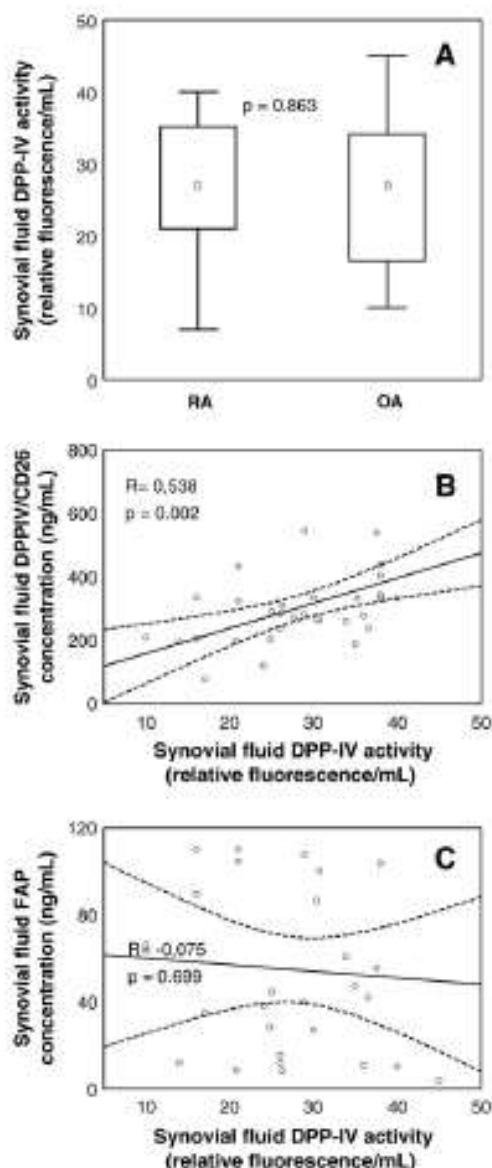 A
Synovial fluid DPP-IV activity
(relative fluorescence/mL)
50
40
30
20
10
0
p = 0.863
RA
OA
B
Synovial fluid DPPIV/CD26
concentration (ng/mL)
800
600
400
200
0
R= 0,538
p = 0.002
10
20
30
40
50
Synovial fluid DPP-IV activity
(relative fluorescence/mL)
C
Synovial fluid FAP
concentration (ng/mL)
120
80
40
0
R= -0,075
p = 0.699
10
20
30
40
50
Synovial fluid DPP-IV activity
(relative fluorescence/mL)